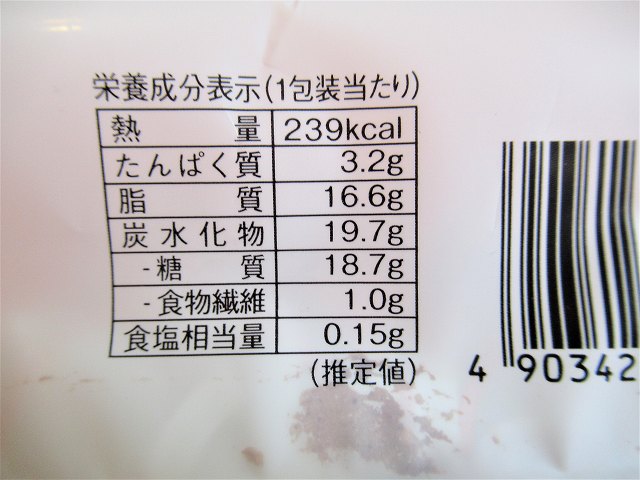 栄養成分表示(1包装当たり)
熱量 239kcal
たんぱく質 3.2g
脂質 16.6g
炭水化物 19.7g
-糖質 18.7g
-食物繊維 1.0g
食塩相当量 0.15g
(推定値)
4 90342